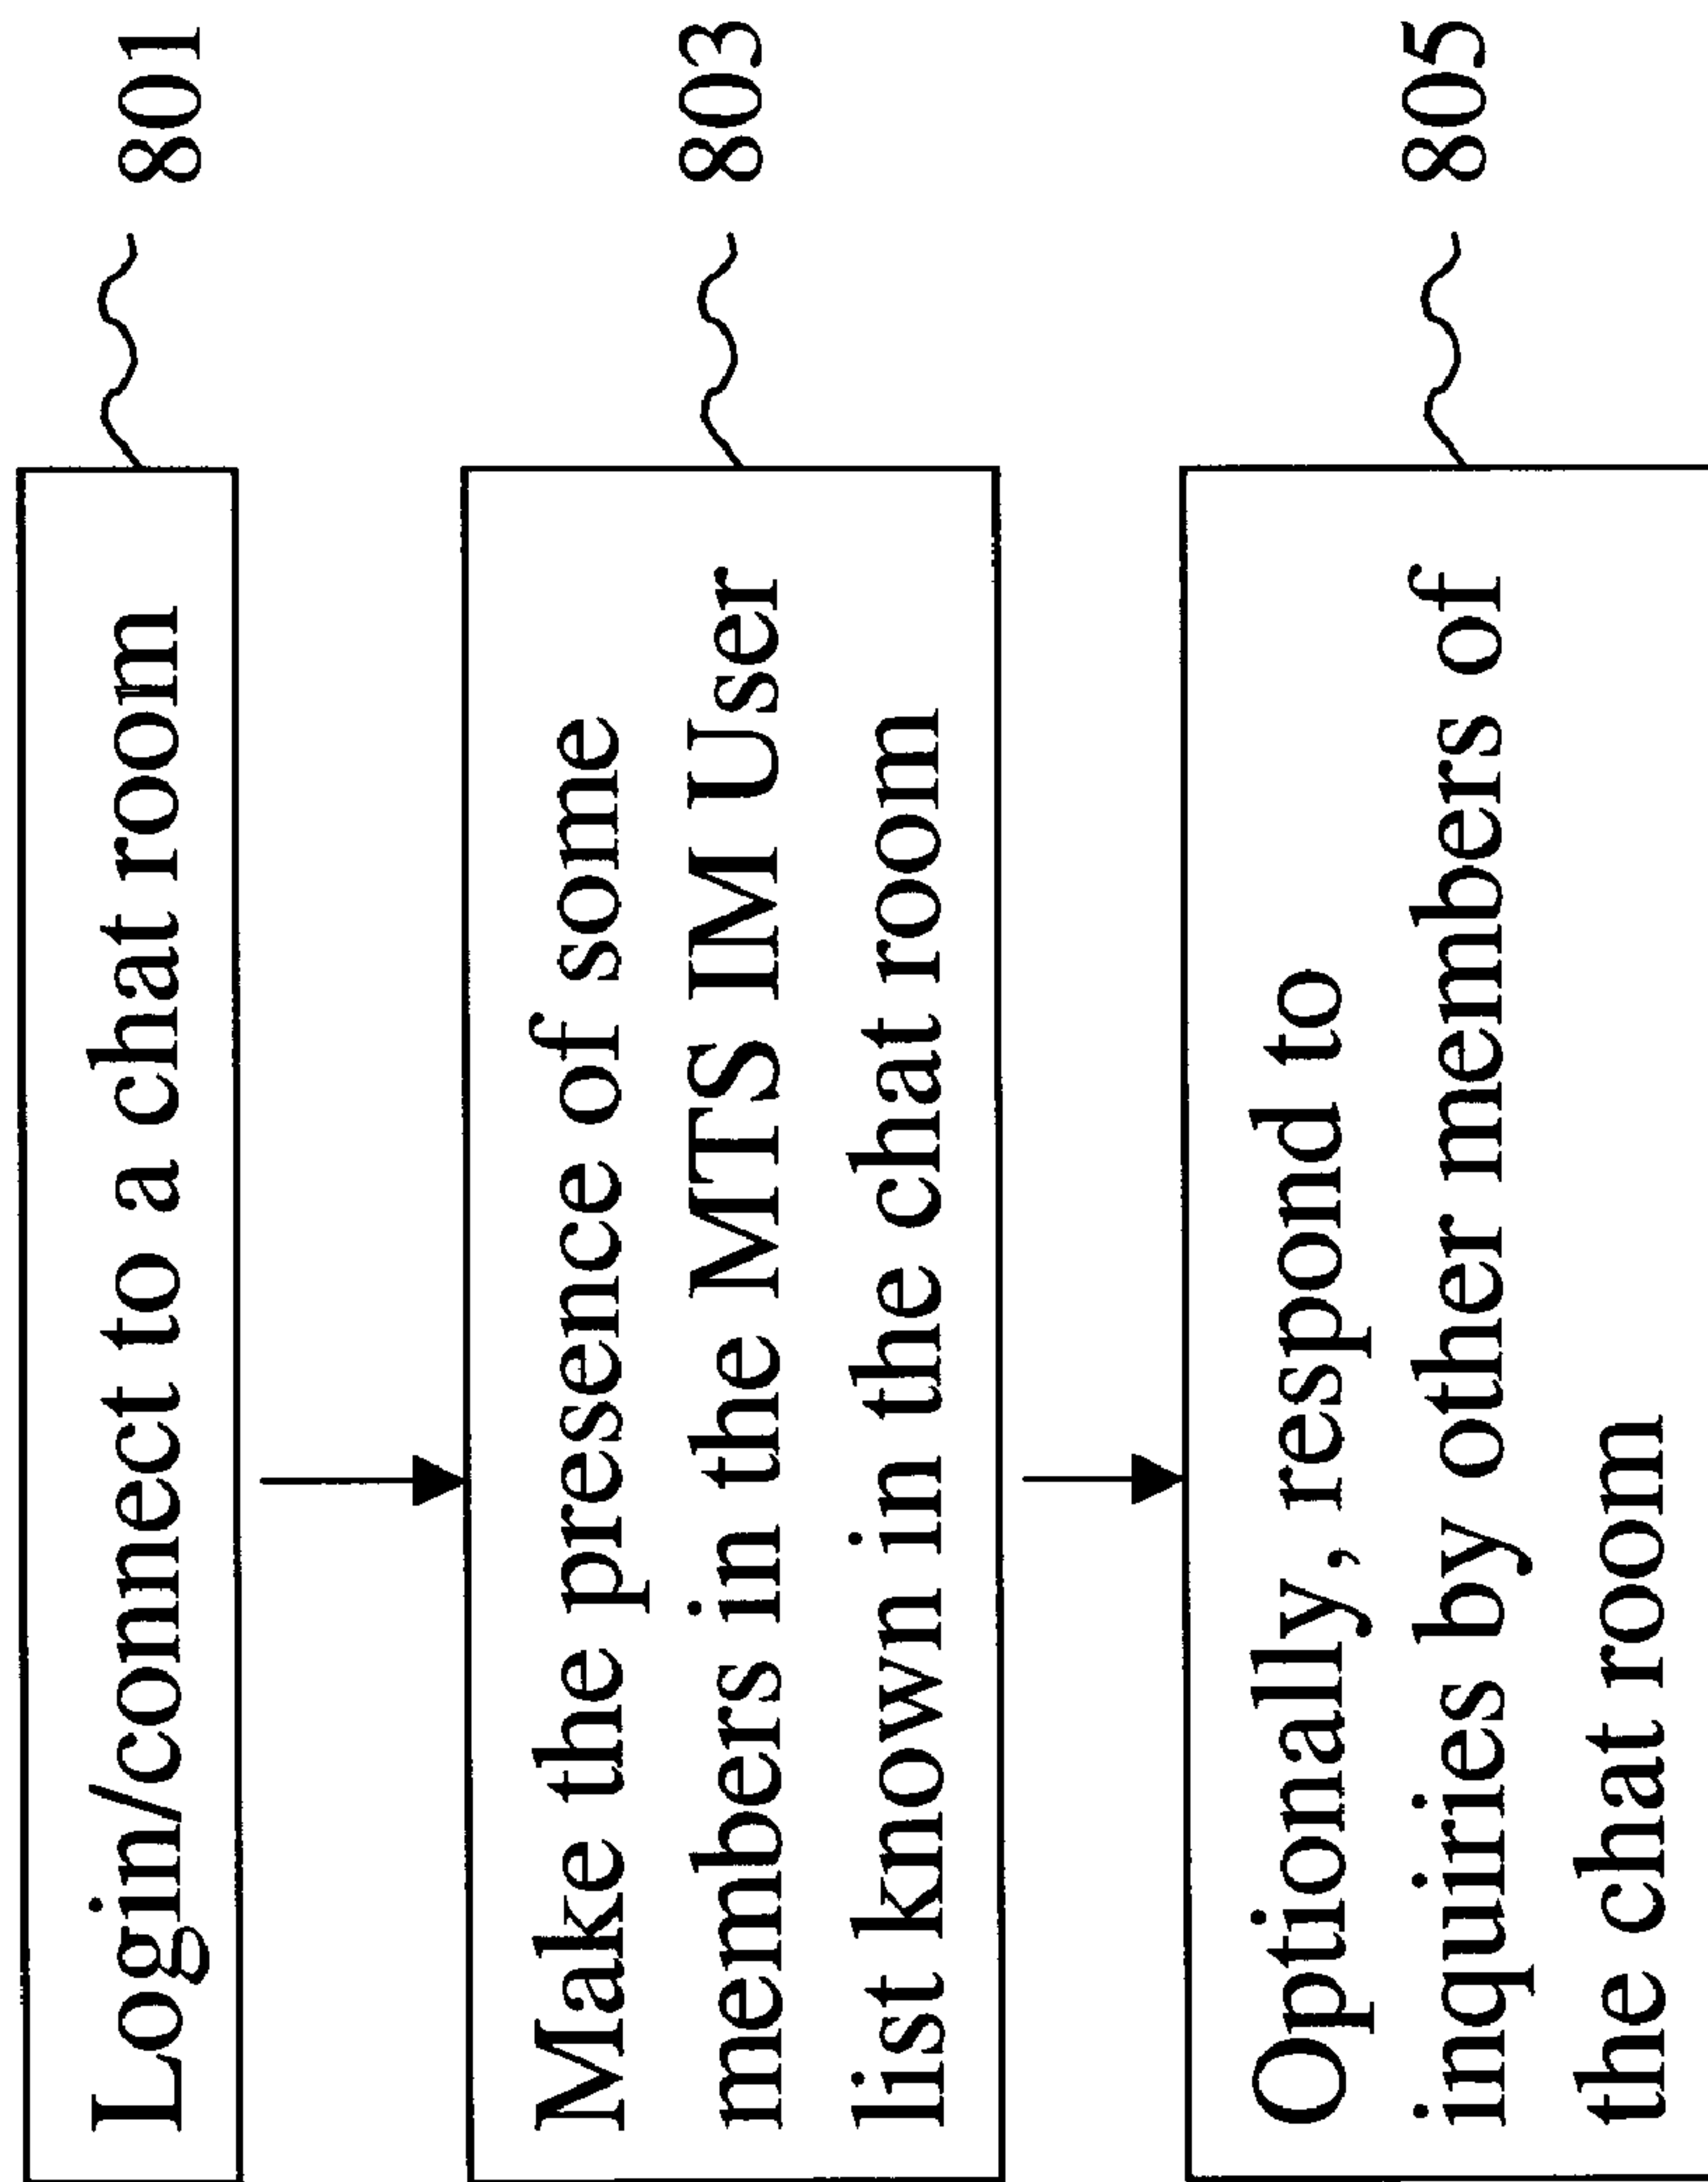 Login/connect to a chat room
801
Make the presence of some
members in the MTS IM User
list known in the chat room
803
Optionally, respond to
inquiries by other members of
the chat room
805